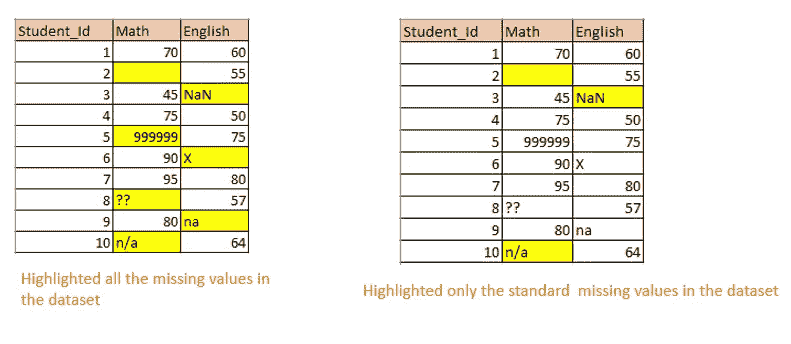 Student_Id Math English
1 70 60
2 55
3 45 NaN
4 75 50
5 999999 75
6 90 X
7 95 80
8 ?? 57
9 80 na
10 n/a 64
Highlighted all the missing values in
the dataset
Student_Id Math English
1 70 60
2 55
3 45 NaN
4 75 50
5 999999 75
6 90 X
7 95 80
8 ?? 57
9 80 na
10 n/a 64
Highlighted only the standard missing values in the dataset